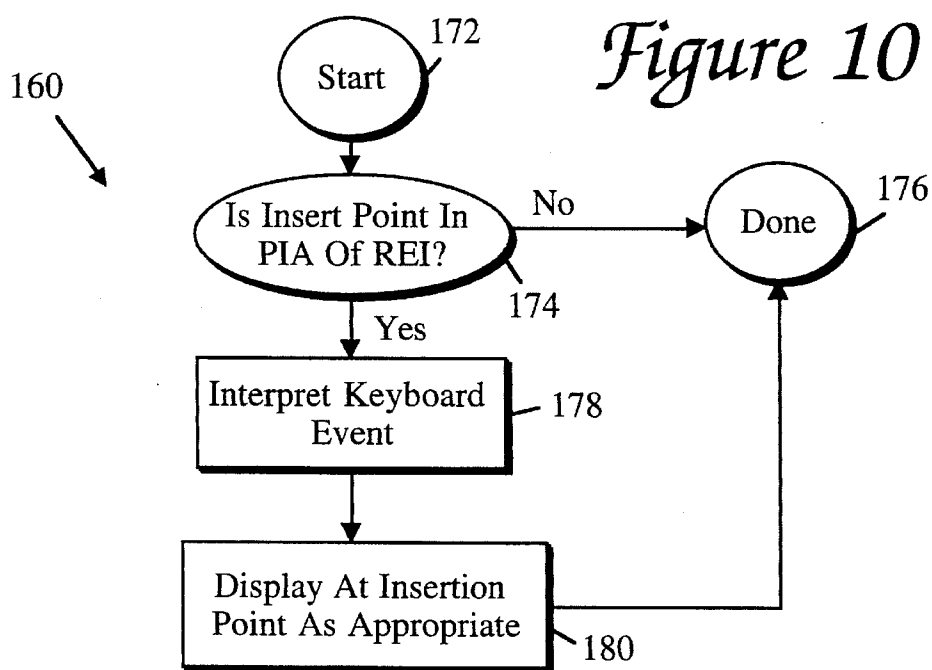 Figure 10
160
172
Start
Is Insert Point In
PIA Of REI?
174
No
Done
176
Yes
Interpret Keyboard
Event
178
Display At Insertion
Point As Appropriate
180